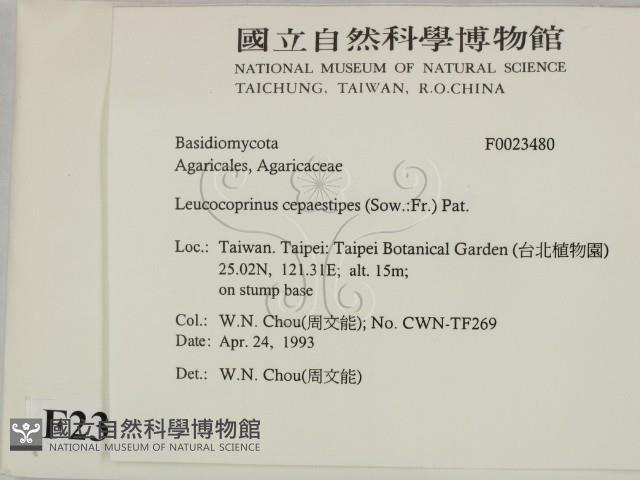 國立自然科學博物館
NATIONAL MUSEUM OF NATURAL SCIENCE
TAICHUNG, TAIWAN, R.O.CHINA
Basidiomycota F0023480
Agaricales, Agaricaceae
Leucocoprinus cepaestipes (Sow.:Fr.) Pat.
Loc.: Taiwan. Taipei: Taipei Botanical Garden (台北植物園)
25.02N, 121.31E; alt. 15m;
on stump base
Col.: W.N. Chou(周文能); No. CWN-TF269
Date: Apr. 24, 1993
Det.: W.N. Chou(周文能)
F23
國立自然科學博物館
NATIONAL MUSEUM OF NATURAL SCIENCE